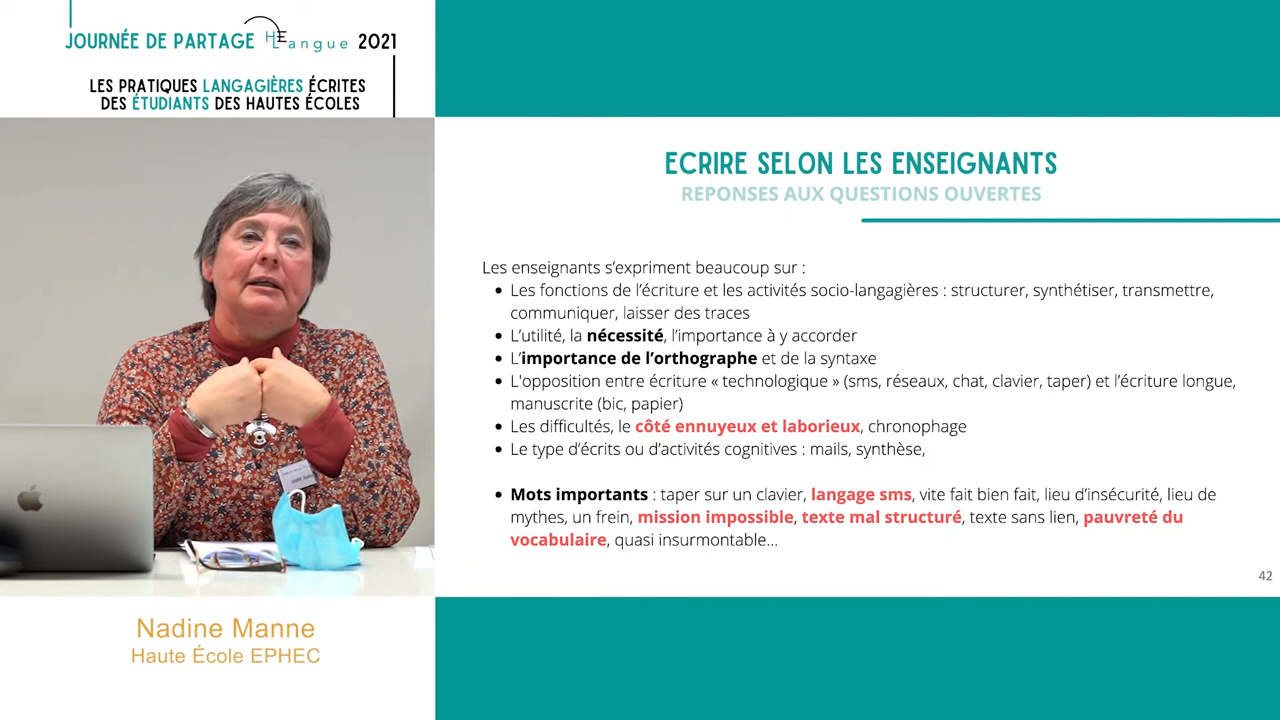 JOURNÉE DE PARTAGE HELangue 2021
LES PRATIQUES LANGAGIÈRES ÉCRITES
DES ÉTUDIANTS DES HAUTES ÉCOLES
ECRIRE SELON LES ENSEIGNANTS
REPONSES AUX QUESTIONS OUVERTES
Les enseignants s’expriment beaucoup sur :
• Les fonctions de l’écriture et les activités socio-langagières : structurer, synthétiser, transmettre,
communiquer, laisser des traces
• L’utilité, la nécessité, l’importance à y accorder
• L’importance de l’orthographe et de la syntaxe
• L'opposition entre écriture « technologique » (sms, réseaux, chat, clavier, taper) et l’écriture longue,
manuscrite (bic, papier)
• Les difficultés, le côté ennuyeux et laborieux, chronophage
• Le type d’écrits ou d’activités cognitives : mails, synthèse,
• Mots importants : taper sur un clavier, langage sms, vite fait bien fait, lieu d’insécurité, lieu de
mythes, un frein, mission impossible, texte mal structuré, texte sans lien, pauvreté du
vocabulaire, quasi insurmontable...
42
Nadine Manne
Haute École EPHEC